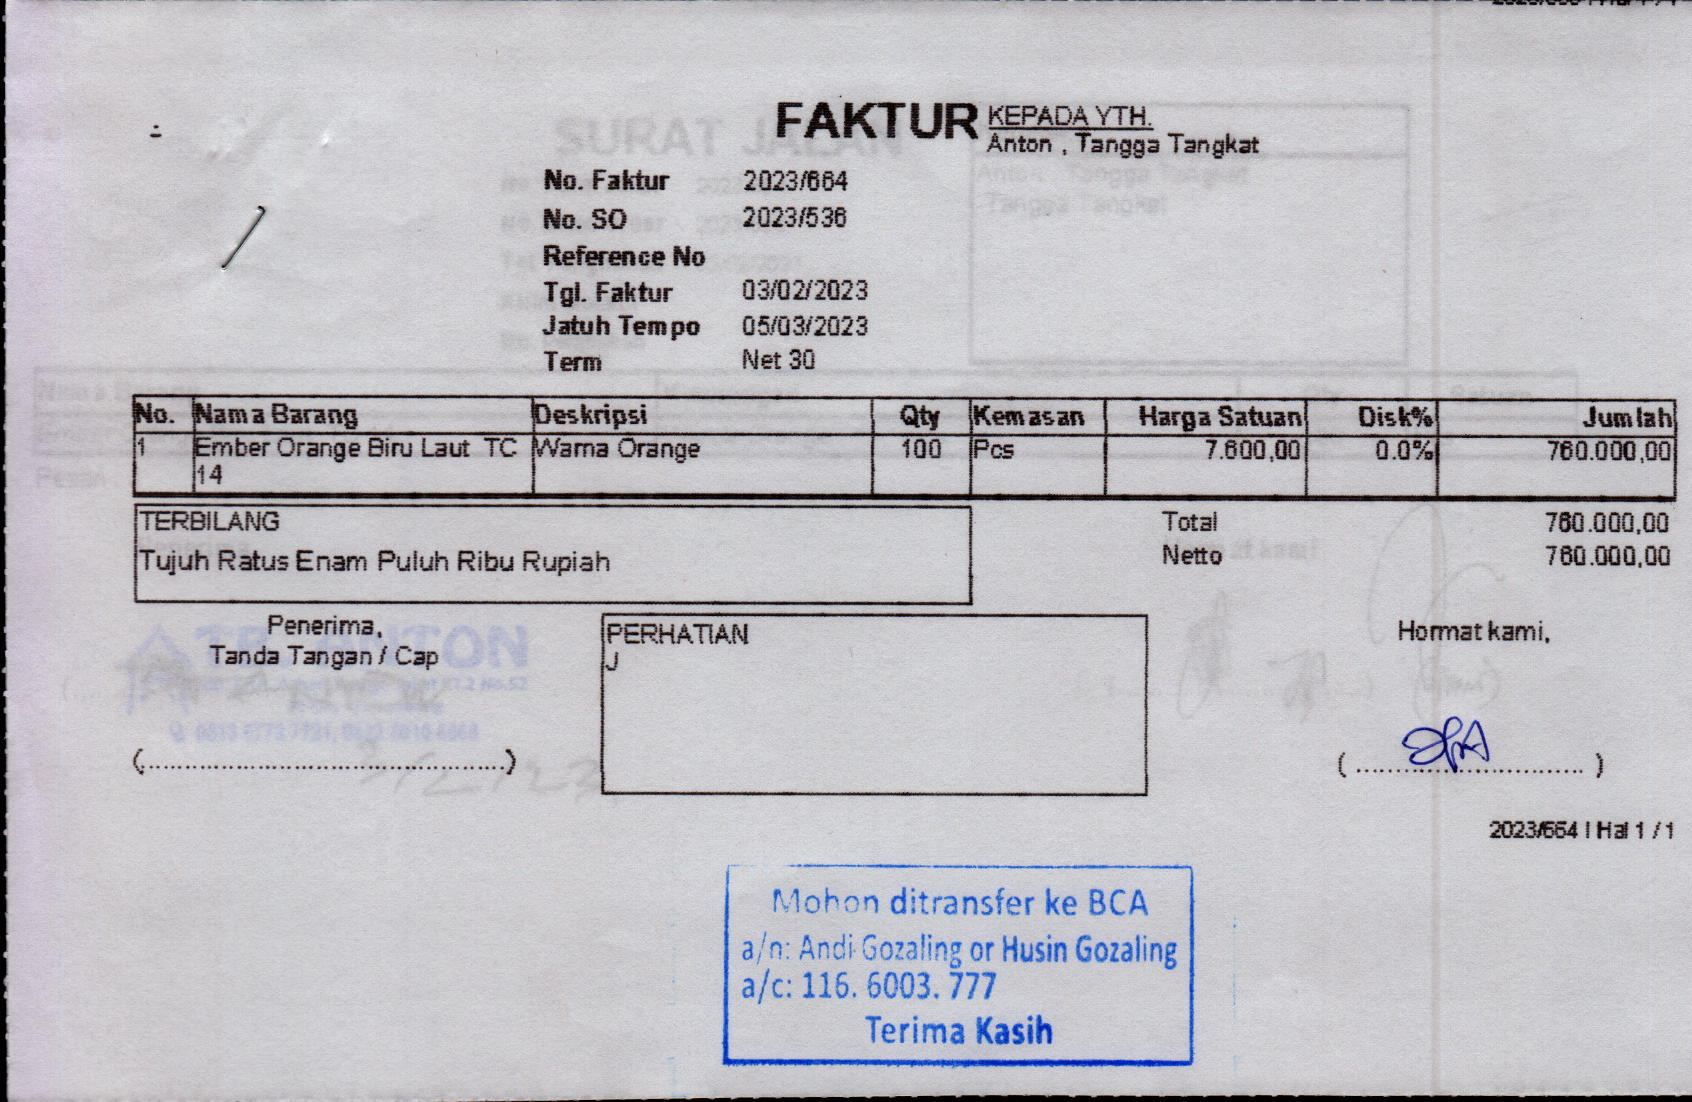 FAKTUR
KEPADA YTH.
Anton , Tangga Tangkat
No. Faktur 2023/664
No. SO 2023/536
Reference No
Tgl. Faktur 03/02/2023
Jatuh Tempo 05/03/2023
Term Net 30
No. Nama Barang Deskripsi Qty Kemasan Harga Satuan Disk% Jumlah
1 Ember Orange Biru Laut TC Warna Orange 100 Pcs 7.600,00 0.0% 760.000,00
14
TERBILANG
Tujuh Ratus Enam Puluh Ribu Rupiah
Total 760.000,00
Netto 760.000,00
Penerima,
Tanda Tangan / Cap
PERHATIAN
J
Hormat kami,
(................................................)
( .............................. )
2023/664 | Hal 1 / 1
Mohon ditransfer ke BCA
a/n: Andi Gozaling or Husin Gozaling
a/c: 116. 6003. 777
Terima Kasih